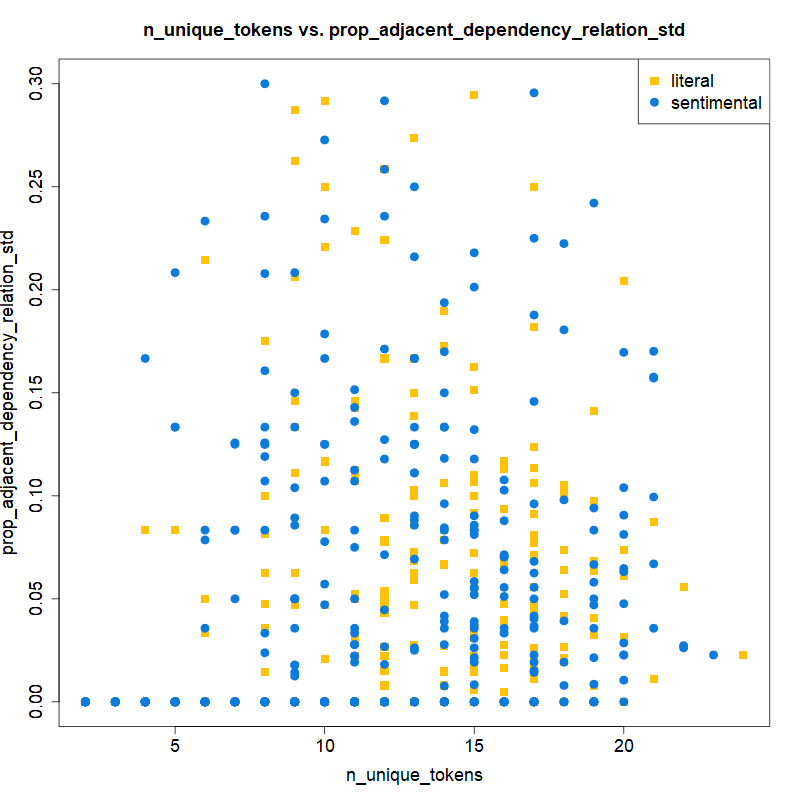 n_unique_tokens vs. prop_adjacent_dependency_relation_std
literal
sentimental
prop_adjacent_dependency_relation_std
0.30
0.25
0.20
0.15
0.10
0.05
0.00
5
10
15
20
n_unique_tokens